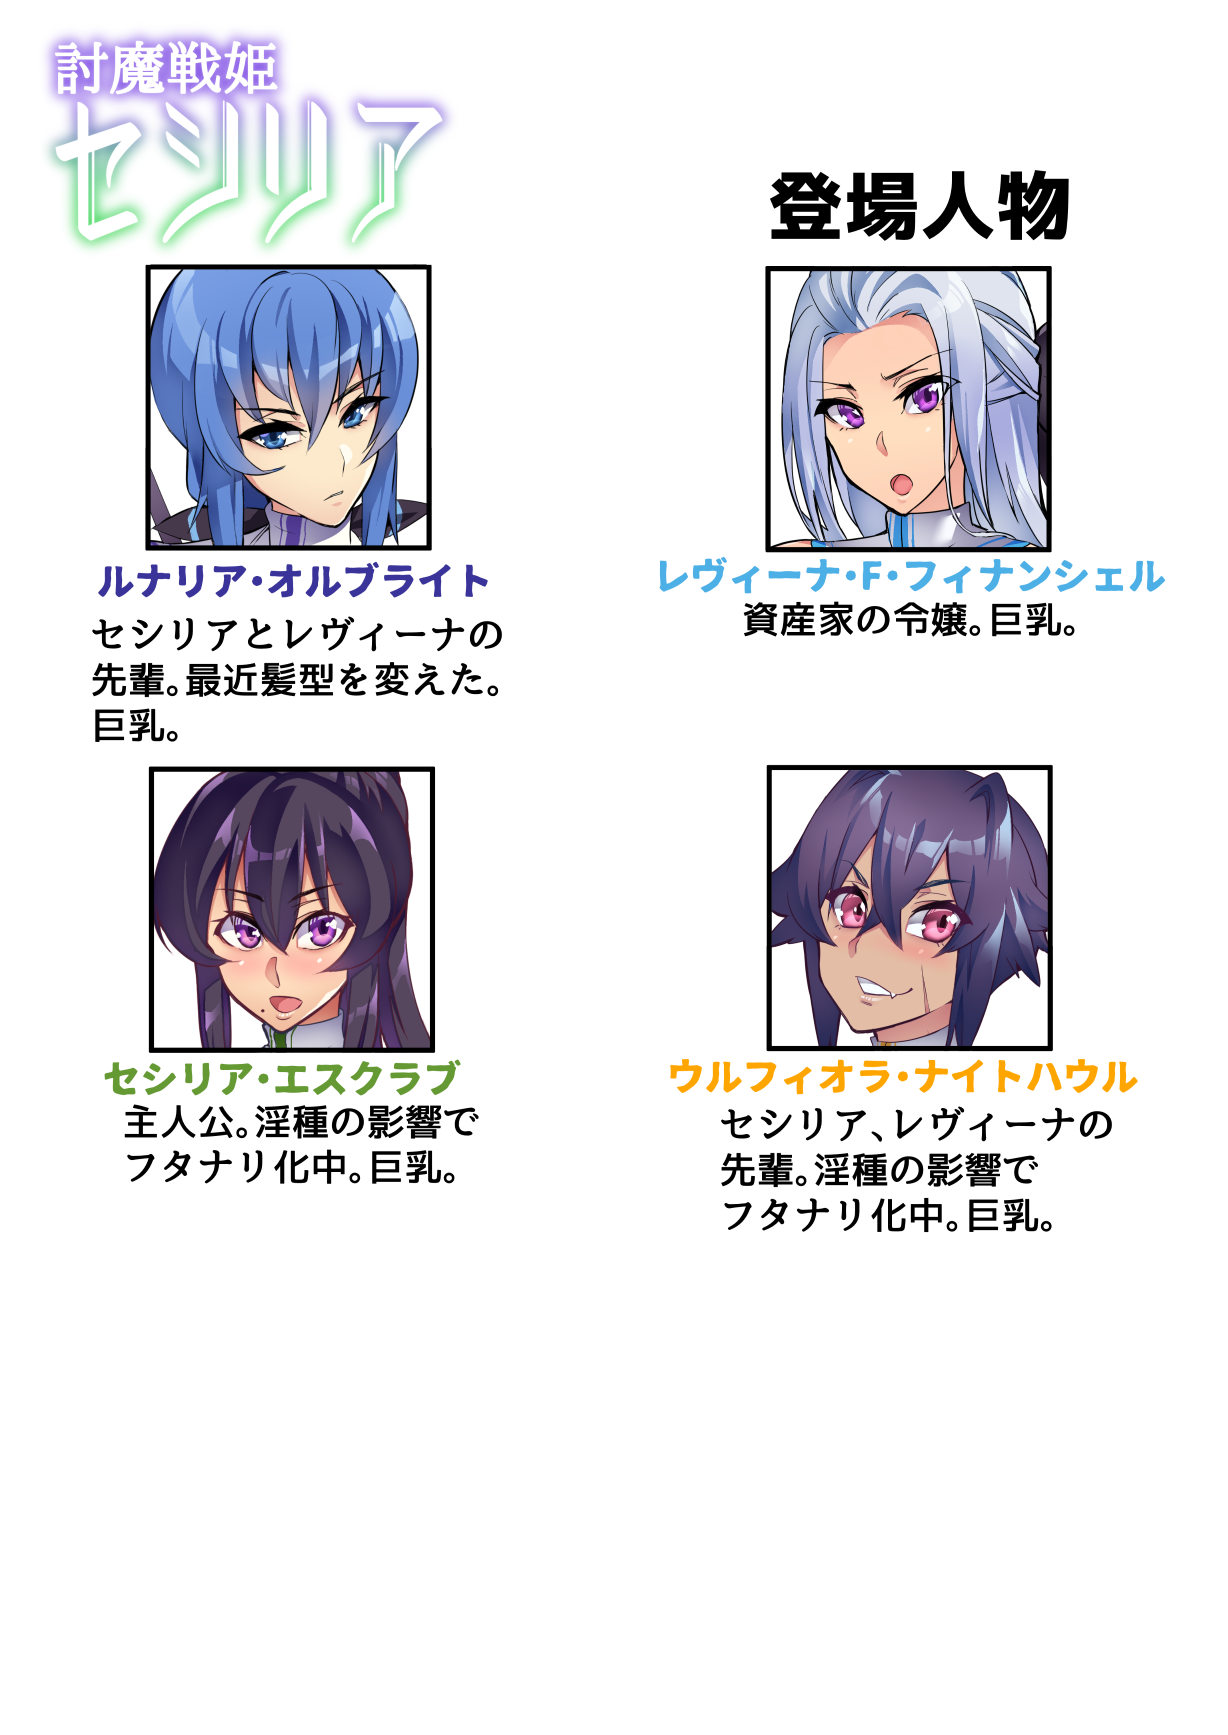 討魔戦姫
セシリア
登場人物
ルナリア・オルブライト
セシリアとレヴィーナの
先輩。最近髪型を変えた。
巨乳。
レヴィーナ・F・フィナンシェル
資産家の令嬢。巨乳。
セシリア・エスクラブ
主人公。淫種の影響で
フタナリ化中。巨乳。
ウルフィオラ・ナイトハウル
セシリア、レヴィーナの
先輩。淫種の影響で
フタナリ化中。巨乳。